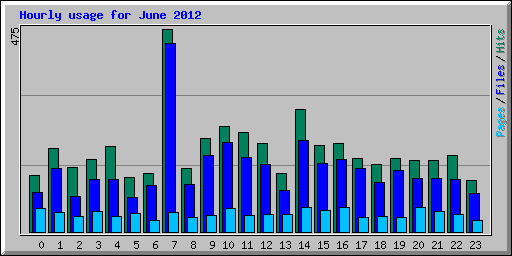 Hourly usage for June 2012
475
Pages / Files / Hits
0 1 2 3 4 5 6 7 8 9 10 11 12 13 14 15 16 17 18 19 20 21 22 23